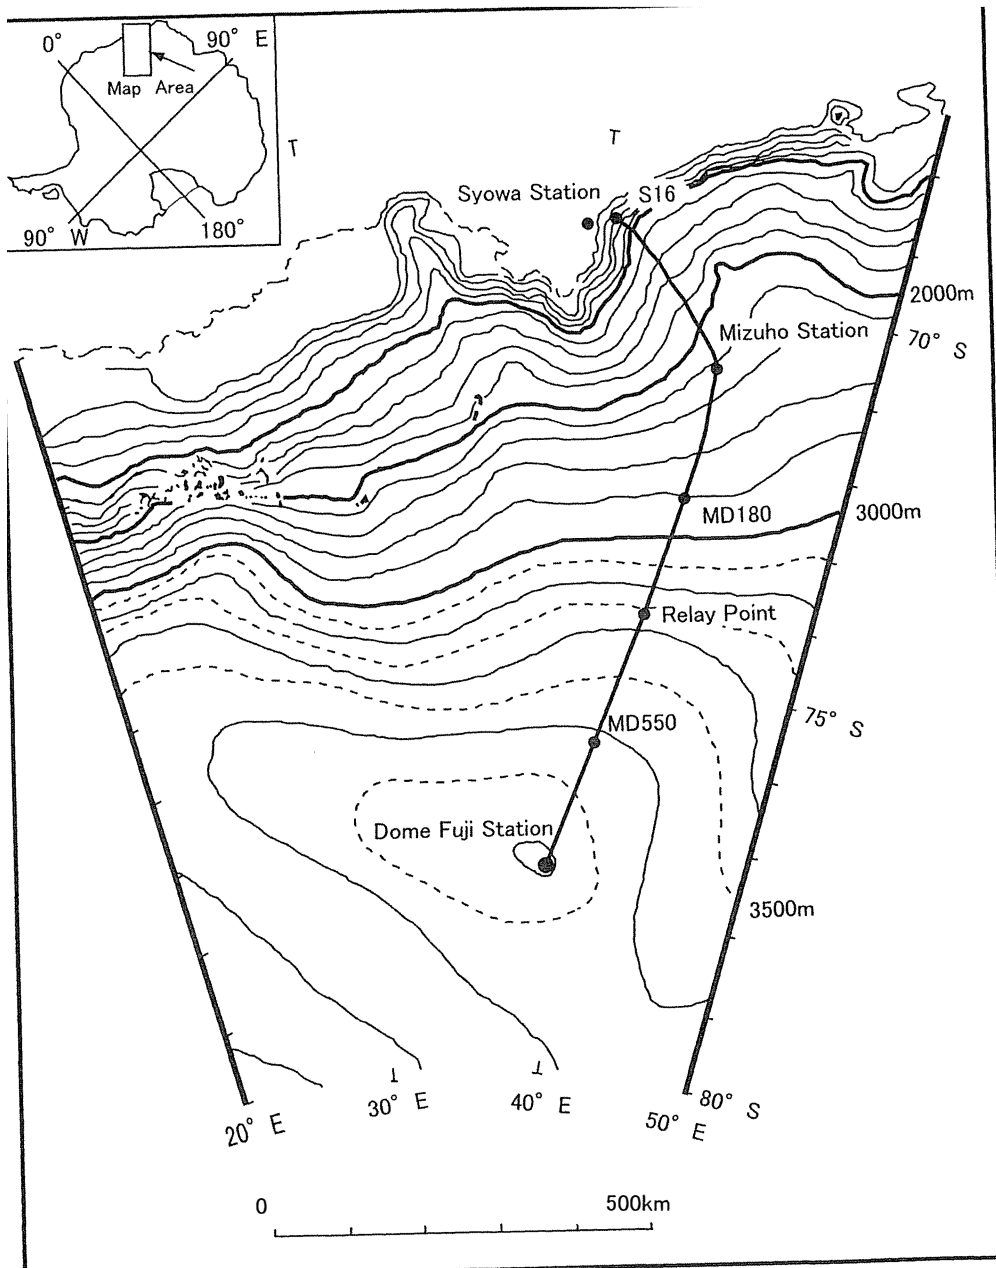 0° 90° E
Map Area
90° W 180°
T T
Syowa Station S16
2000m
70° S
Mizuho Station
MD180 3000m
Relay Point
75° S
MD550
Dome Fuji Station
3500m
20° E 30° E 40° E 50° E 80° S
0 500km